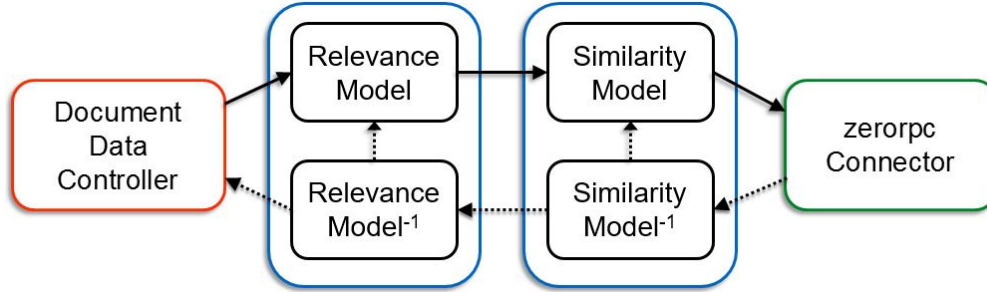 Document
Data
Controller
Relevance
Model
Relevance
Model⁻¹
Similarity
Model
Similarity
Model⁻¹
zerorpc
Connector